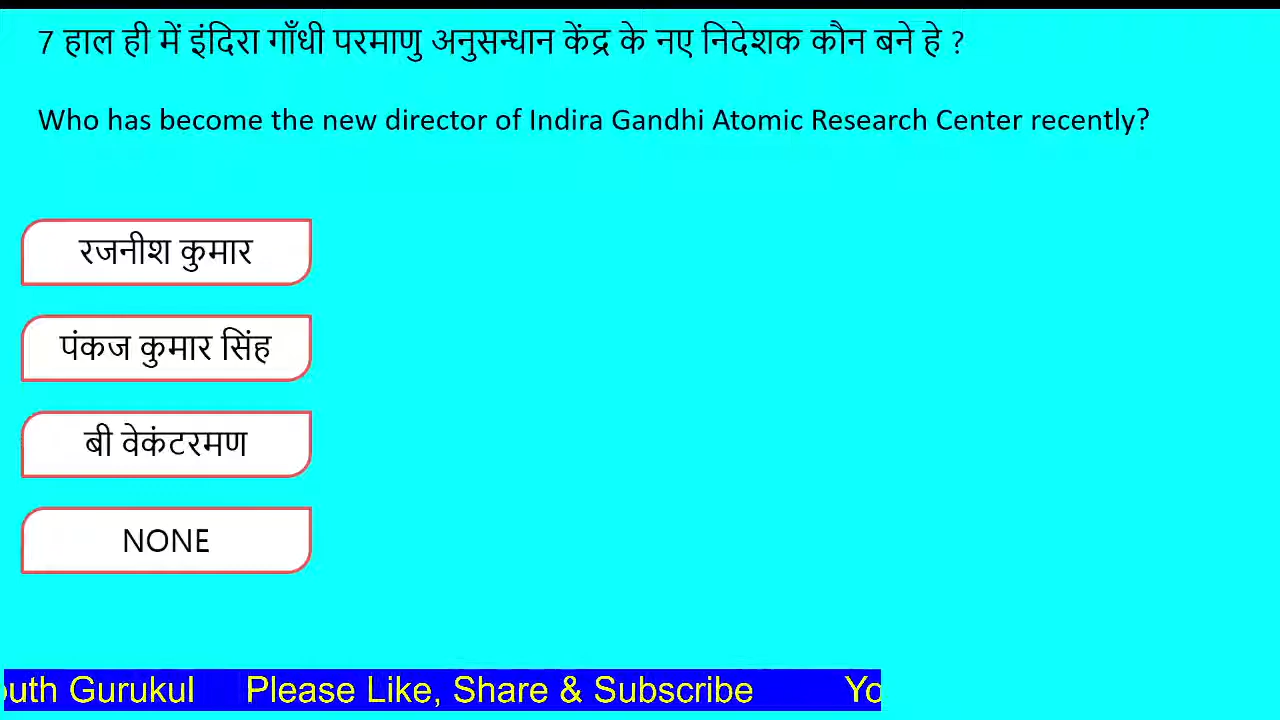 7 हाल ही में इंदिरा गाँधी परमाणु अनुसन्धान केंद्र के नए निदेशक कौन बने हे ?
Who has become the new director of Indira Gandhi Atomic Research Center recently?
रजनीश कुमार
पंकज कुमार सिंह
बी वेकंटरमण
NONE
outh Gurukul Please Like, Share & Subscribe Yo